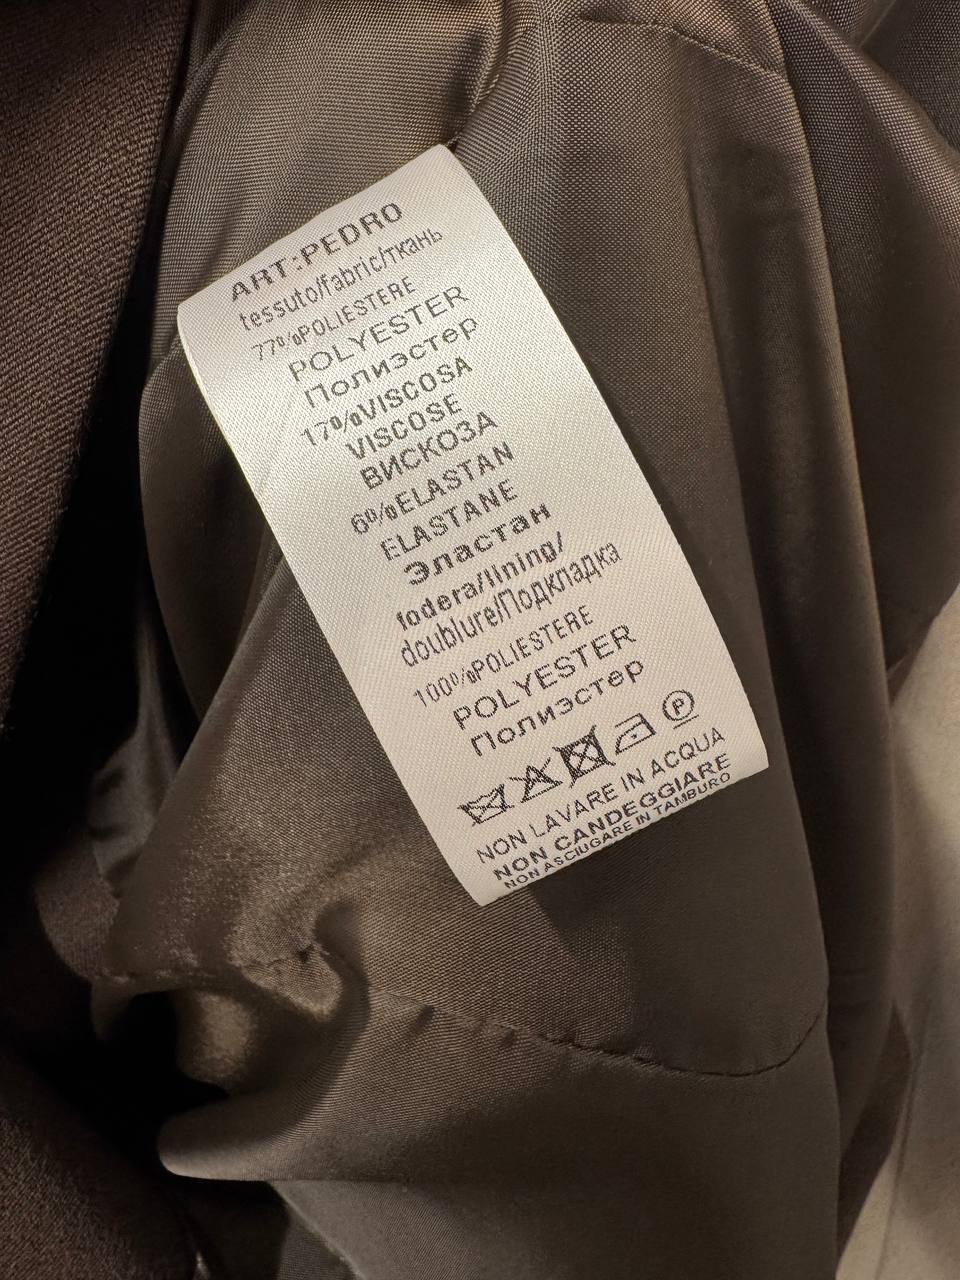 ART:PEDRO
tessuto/fabric/ткань
77%POLIESTERE
POLYESTER
Полиэстер
17%VISCOSA
VISCOSE
ВИСКОЗА
6%ELASTAN
ELASTANE
Эластан
fodera/lining/
doublure/Подкладка
100%POLIESTERE
POLYESTER
Полиэстер
P
NON LAVARE IN ACQUA
NON CANDEGGIARE
NON ASCIUGARE IN TAMBURO